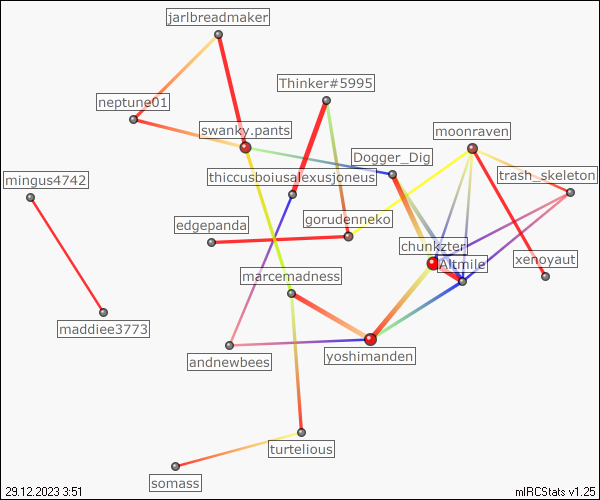 jarlbreadmaker
Thinker#5995
neptune01
swanky.pants
moonraven
Dogger_Dig
trash_skeleton
mingus4742
thiccusboiusalexusjoneus
edgepanda
gorudenneko
chunkzter
Altmile
xenoyaut
marcemadness
maddiee3773
andnewbees
yoshimanden
turtelious
somass
29.12.2023 3:51
mIRCStats v1.25